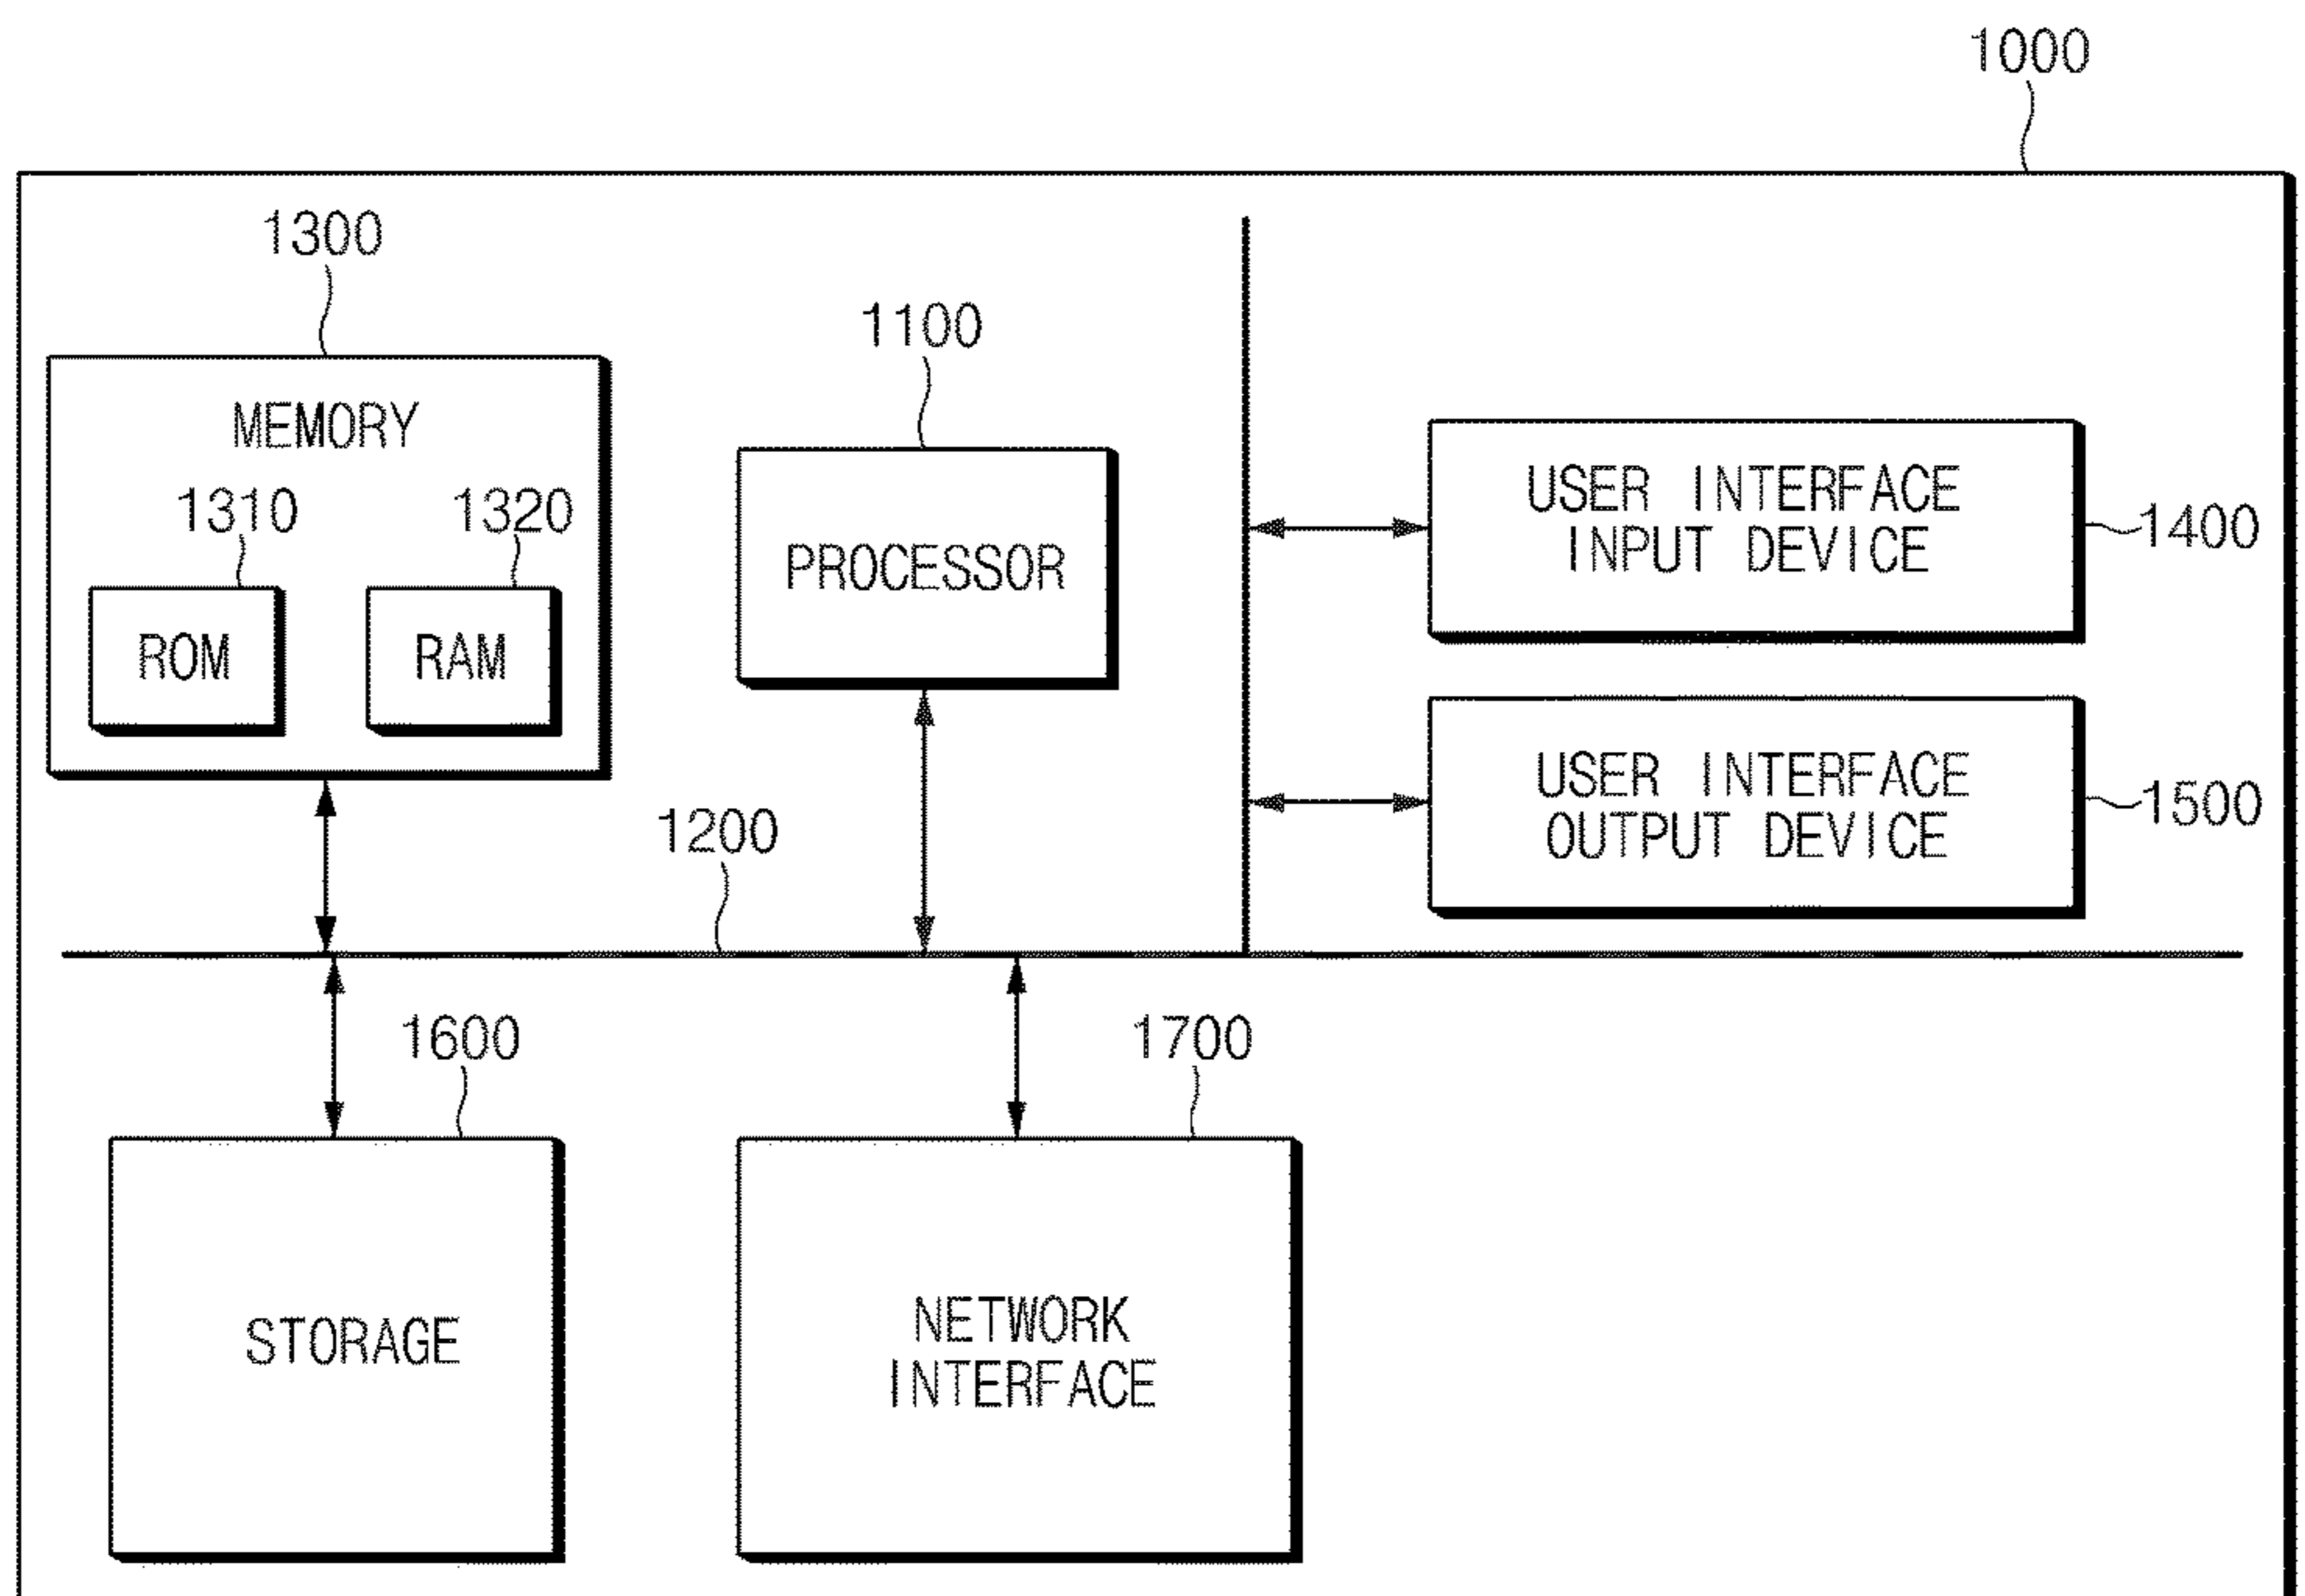 1000
1300
1100
MEMORY
1310
1320
ROM
RAM
PROCESSOR
USER INTERFACE
INPUT DEVICE
1400
USER INTERFACE
OUTPUT DEVICE
1500
1200
1600
1700
STORAGE
NETWORK
INTERFACE